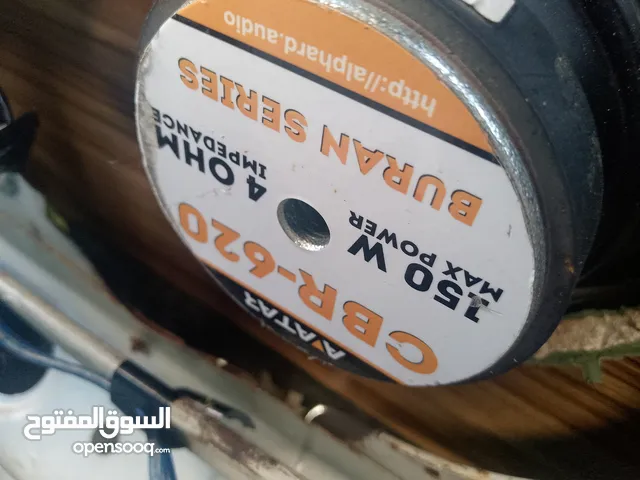 AVATAR
CBR-620
150 W
MAX POWER
4 OHM
IMPEDANCE
BURAN SERIES
http://alphard.audio
السوق المفتوح
opensooq.com